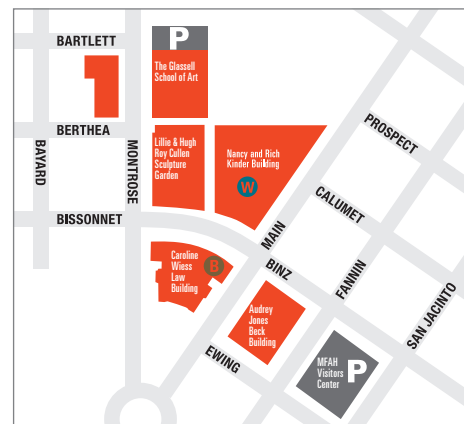 BARTLETT
P
The Glassell
School of Art
BERTHEA
BAYARD
MONTROSE
Lillie & Hugh
Roy Cullen
Sculpture
Garden
Nancy and Rich
Kinder Building
W
PROSPECT
CALUMET
BISSONNET
MAIN
BINZ
FANNIN
SAN JACINTO
Caroline
Wiess
Law
Building
B
Audrey
Jones
Beck
Building
EWING
MFAH
Visitors
Center
P